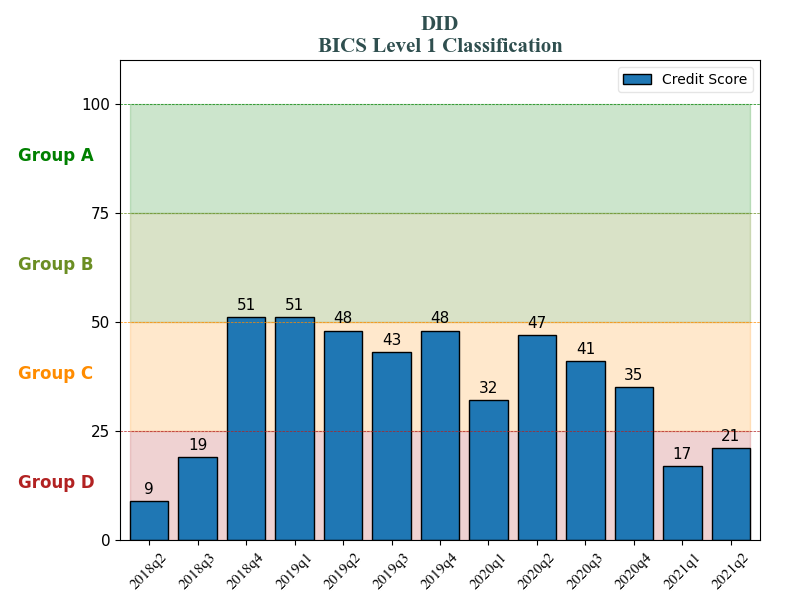 DID
BICS Level 1 Classification
Credit Score
100
Group A
75
Group B
50
Group C
25
Group D
0
9
19
51
51
48
43
48
32
47
41
35
17
21
2018q2
2018q3
2018q4
2019q1
2019q2
2019q3
2019q4
2020q1
2020q2
2020q3
2020q4
2021q1
2021q2